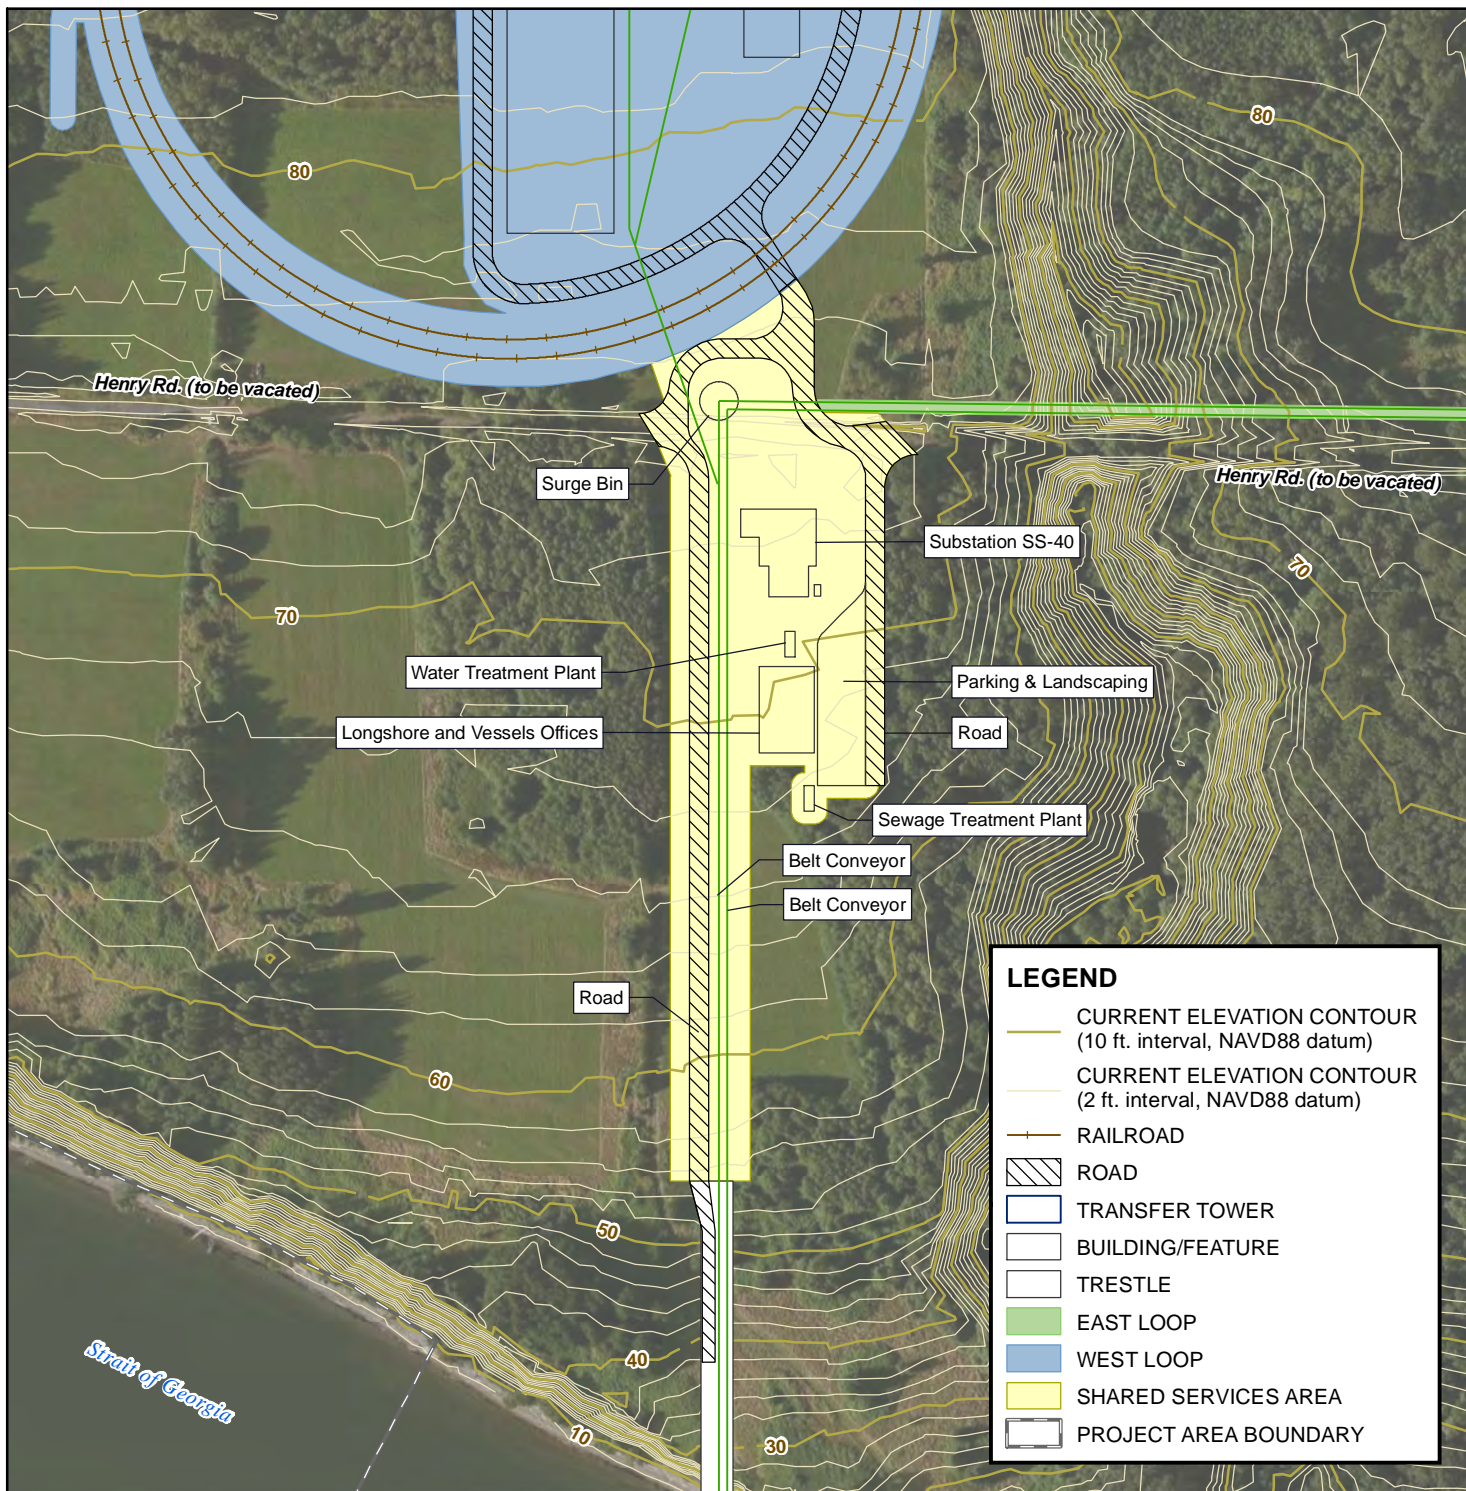 80
80
Henry Rd. (to be vacated)
Surge Bin
Henry Rd. (to be vacated)
Substation SS-40
70
70
Water Treatment Plant
Parking & Landscaping
Longshore and Vessels Offices
Road
Sewage Treatment Plant
Belt Conveyor
Belt Conveyor
Road
60
50
40
30
10
Strait of Georgia
LEGEND
CURRENT ELEVATION CONTOUR
(10 ft. interval, NAVD88 datum)
CURRENT ELEVATION CONTOUR
(2 ft. interval, NAVD88 datum)
RAILROAD
ROAD
TRANSFER TOWER
BUILDING/FEATURE
TRESTLE
EAST LOOP
WEST LOOP
SHARED SERVICES AREA
PROJECT AREA BOUNDARY